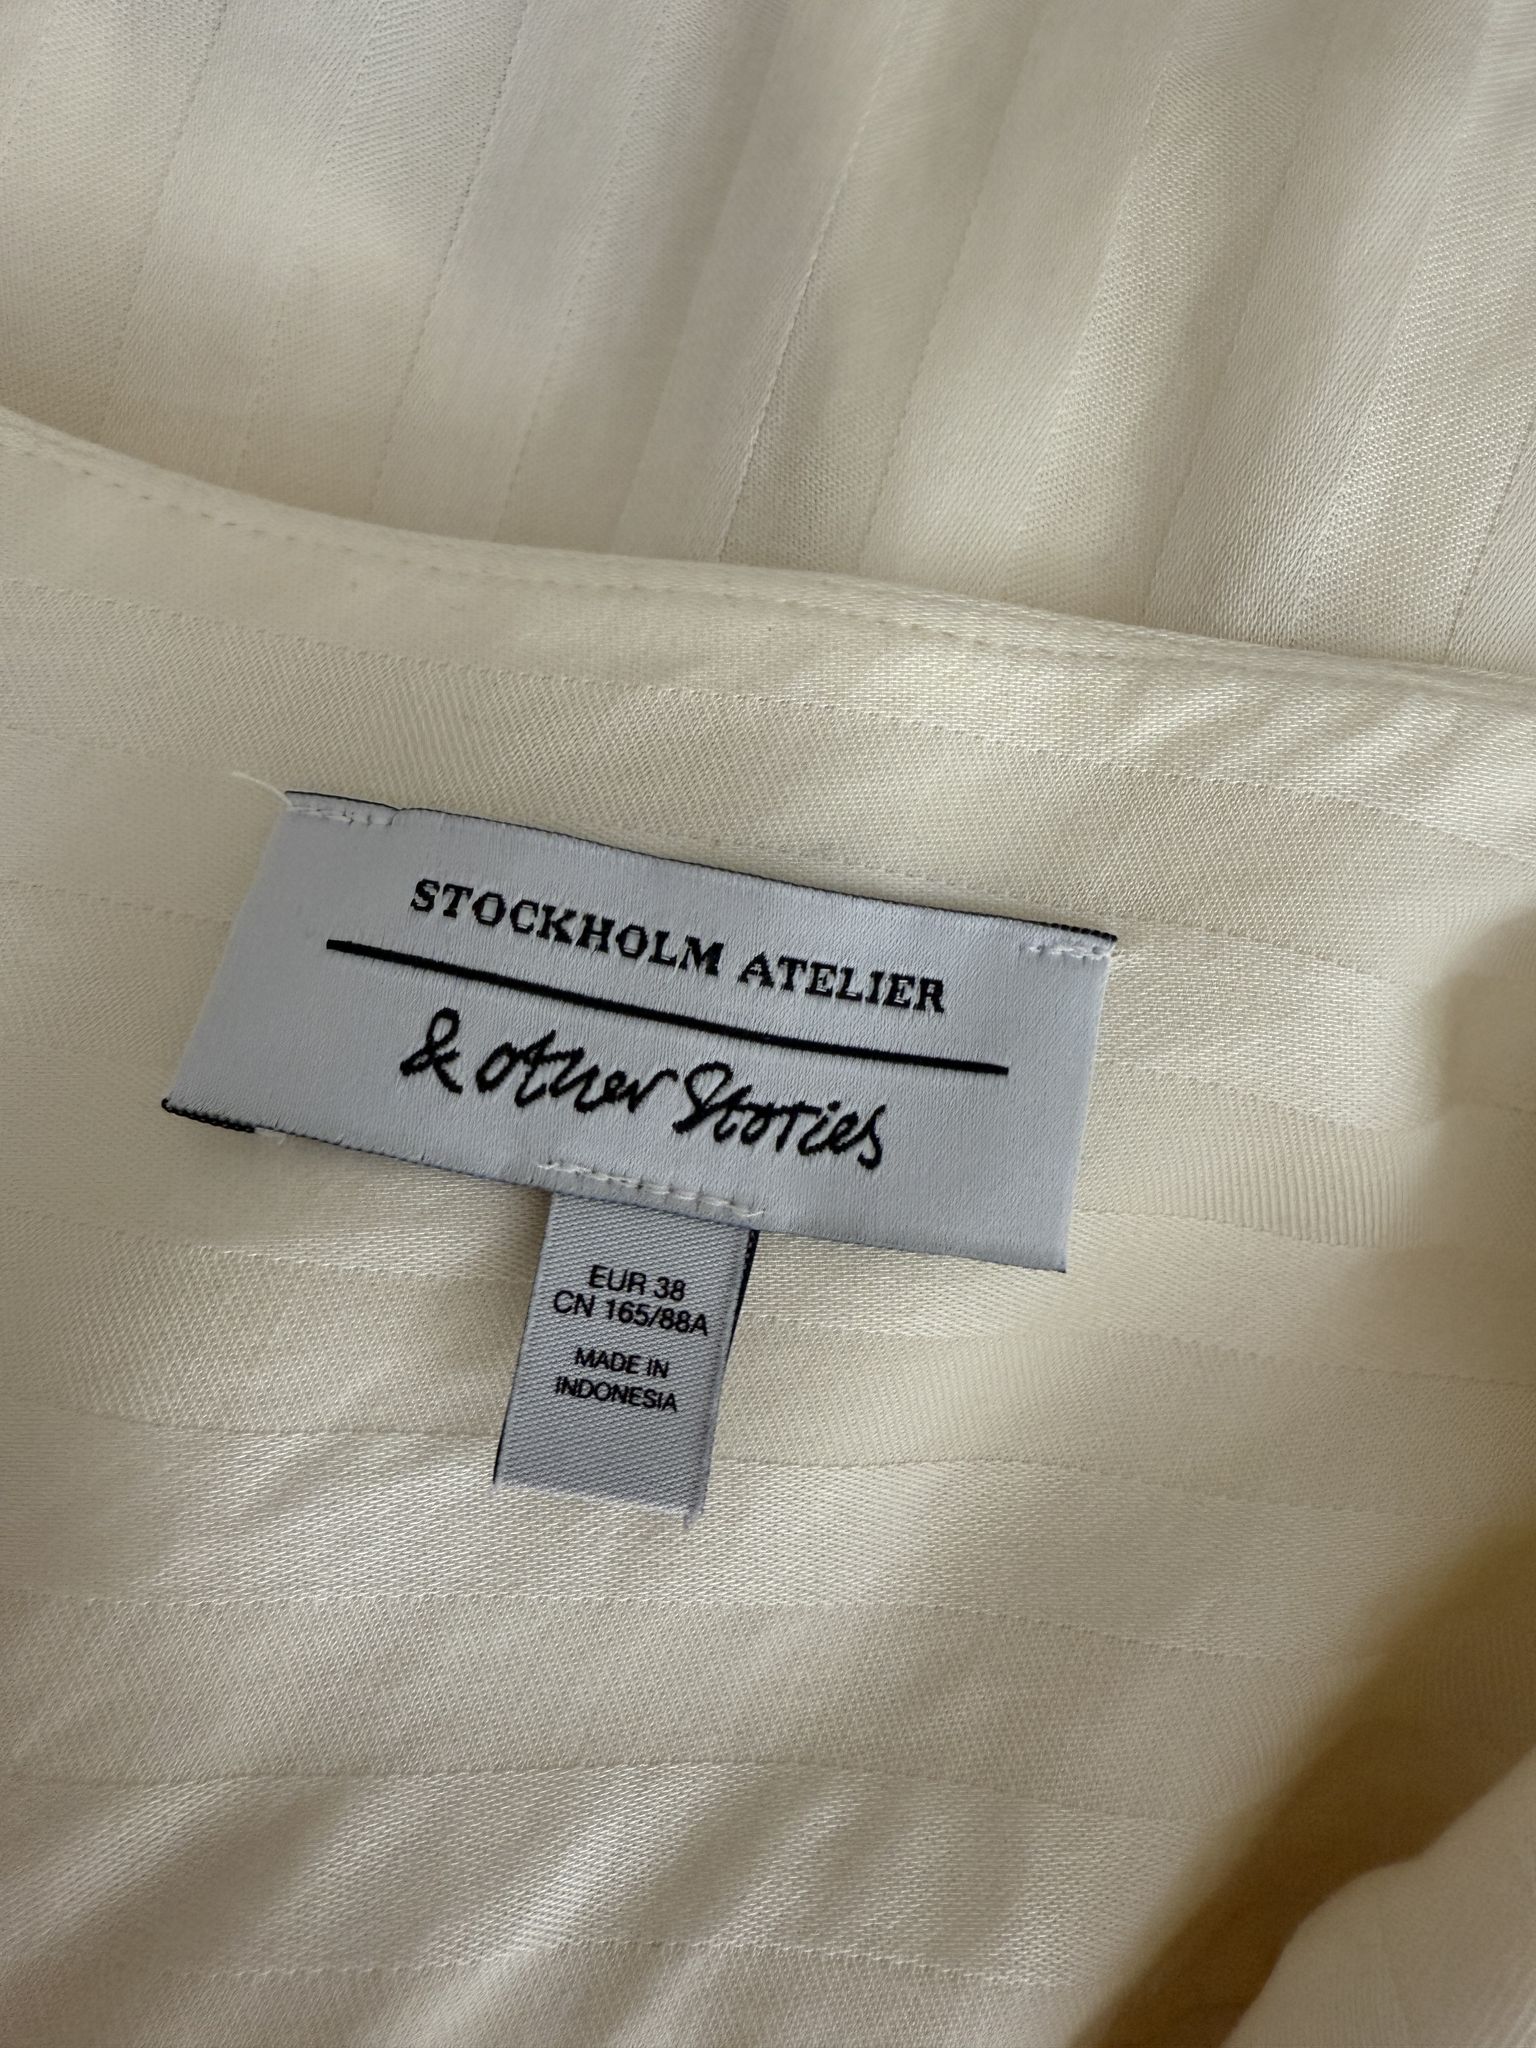 STOCKHOLM ATELIER
& other Stories
EUR 38
CN 165/88A
MADE IN
INDONESIA